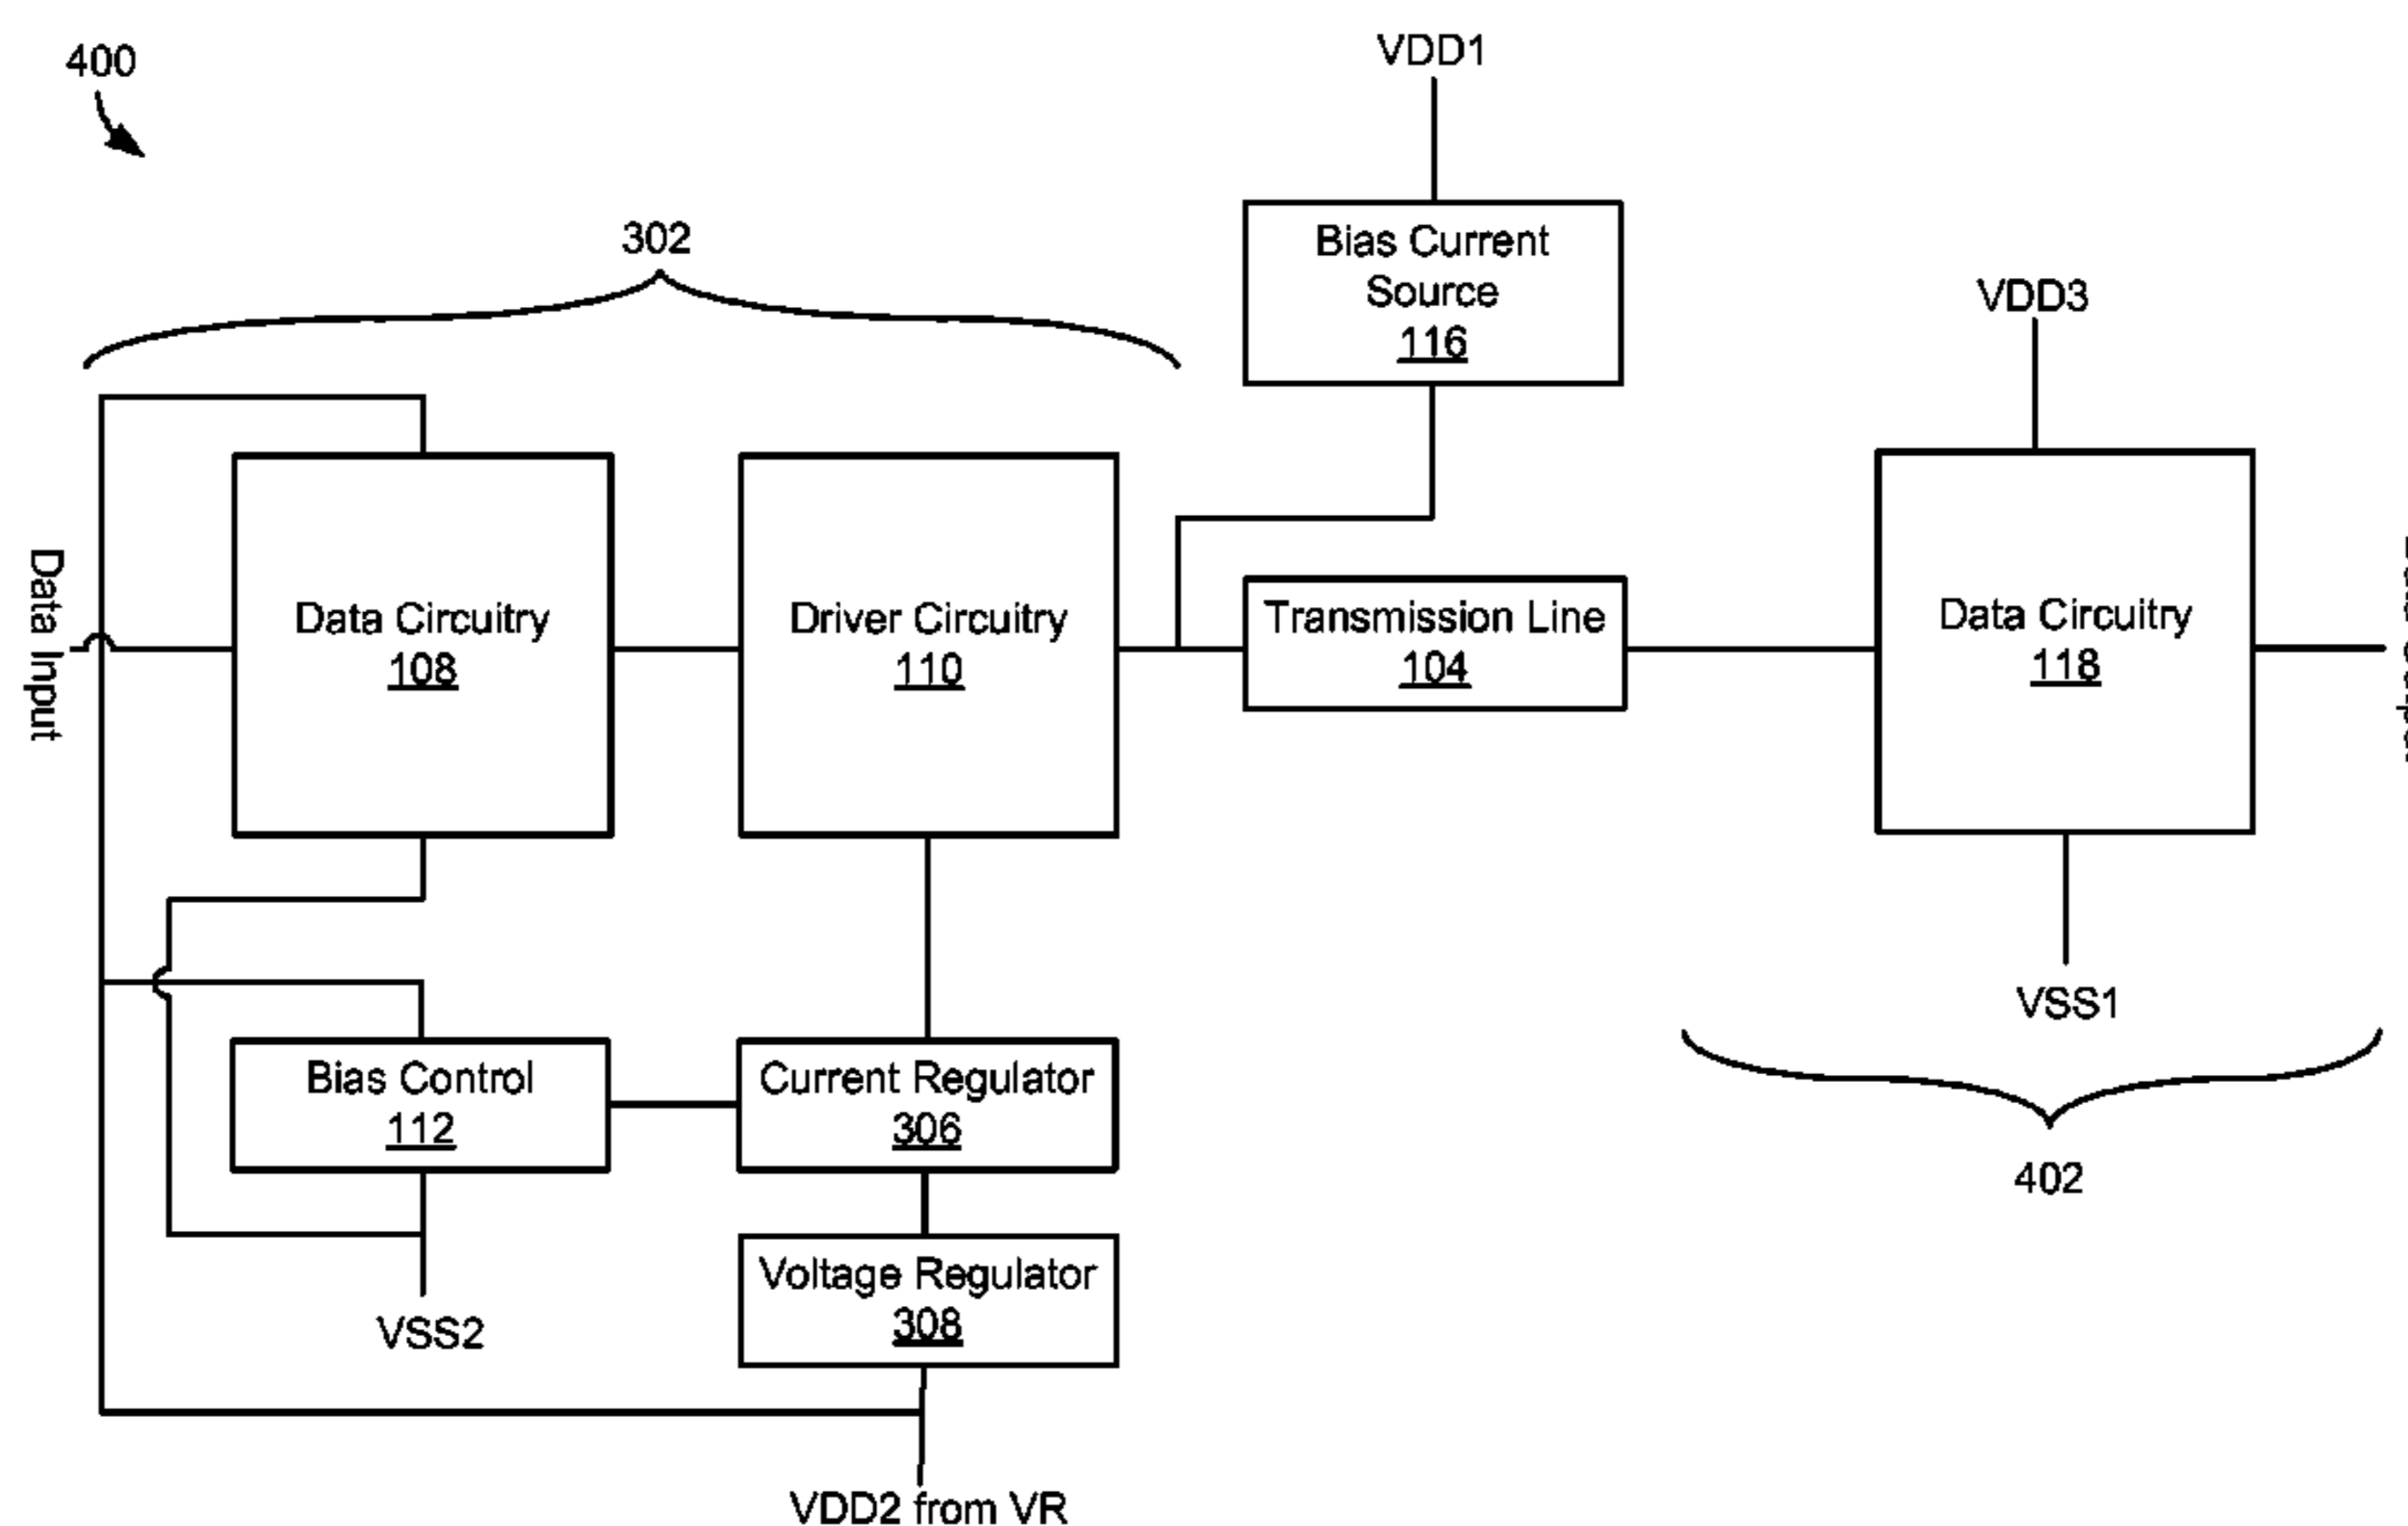 400
VDD1
302
Bias Current
Source
116
VDD3
Data Input
Data Circuitry
108
Driver Circuitry
110
Transmission Line
104
Data Circuitry
118
VSS1
Bias Control
112
Current Regulator
306
402
Voltage Regulator
308
VSS2
VDD2 from VR